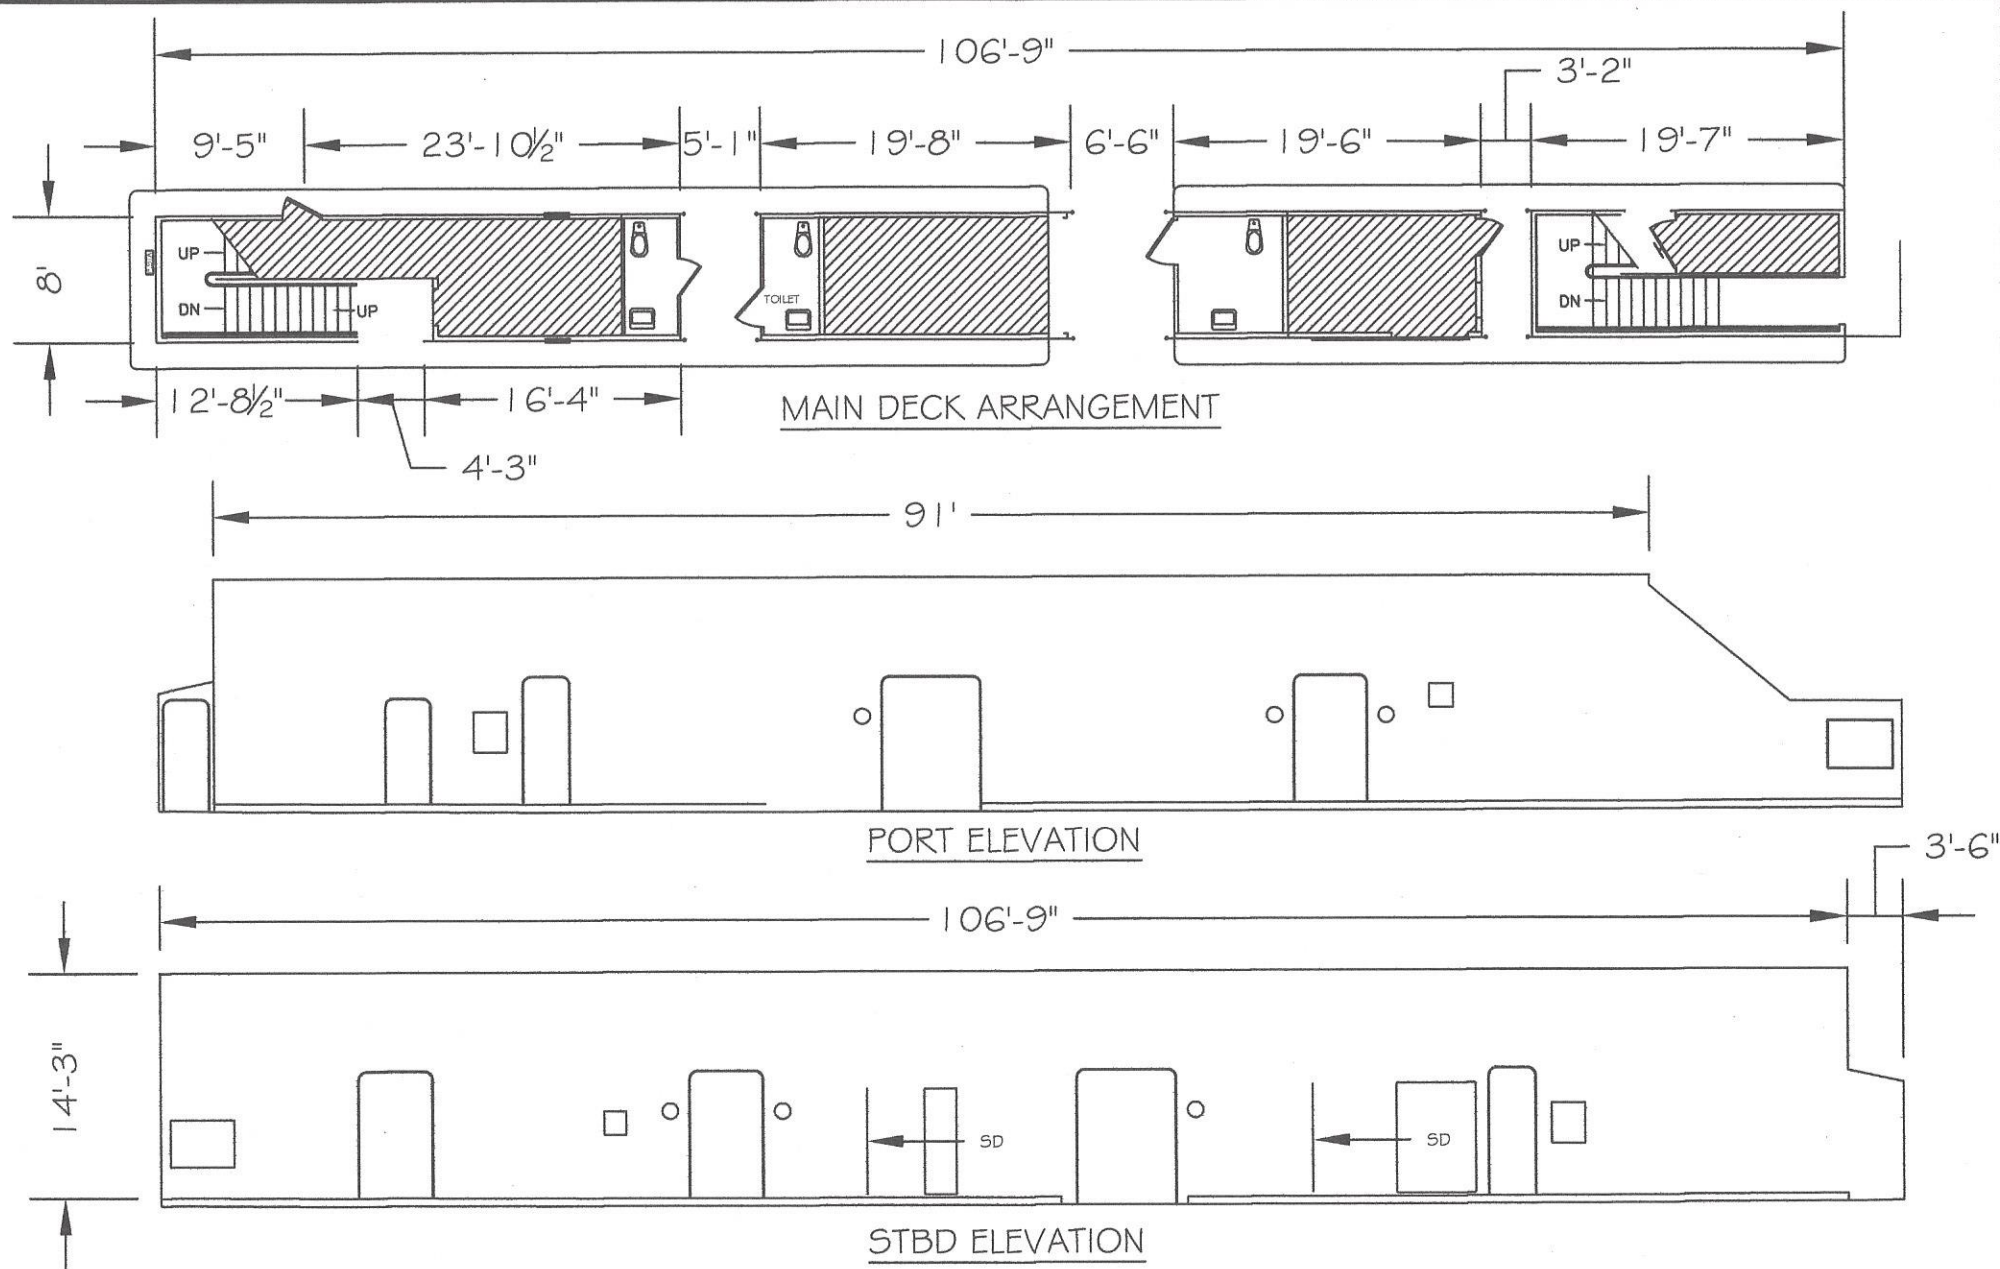 106'-9"
3'-2"
9'-5" 23'-10½" 5'-1" 19'-8" 6'-6" 19'-6" 19'-7"
8'
UP
DN
UP
TOILET
UP
DN
12'-8½" 16'-4"
MAIN DECK ARRANGEMENT
4'-3"
91'
PORT ELEVATION
3'-6"
106'-9"
14'-3"
SD
SD
STBD ELEVATION